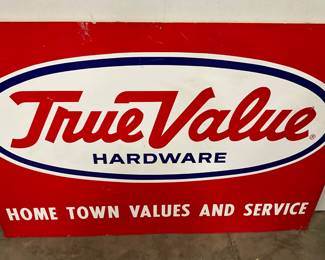 True Value®
HARDWARE
HOME TOWN VALUES AND SERVICE